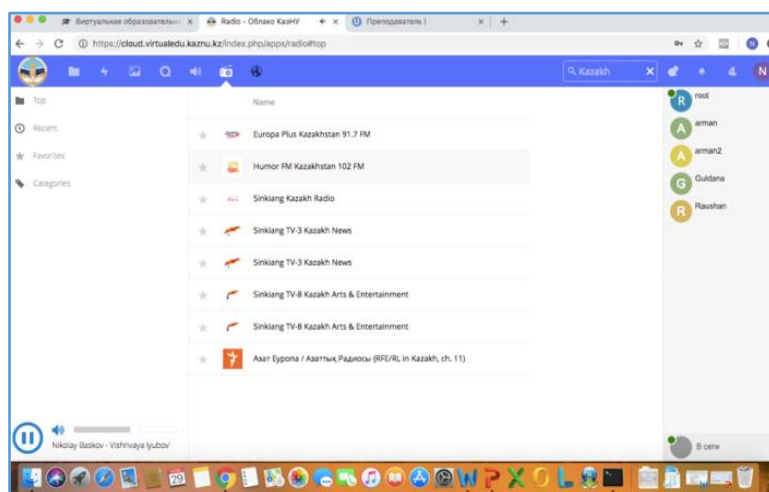 Виртуальная образовательна
Radio - Облако КазНУ
Преподаватель |
https://cloud.virtualedu.kaznu.kz/index.php/apps/radio#top
N
Kazakh
N
Top
Recent
Favorites
Categories
Name
Europa Plus Kazakhstan 91.7 FM
Humor FM Kazakhstan 102 FM
Sinkiang Kazakh Radio
Sinkiang TV-3 Kazakh News
Sinkiang TV-3 Kazakh News
Sinkiang TV-8 Kazakh Arts & Entertainment
Sinkiang TV-8 Kazakh Arts & Entertainment
Азат Еуропа / Азаттық Радиосы (RFE/RL in Kazakh, ch. 11)
R root
A arman
A arman2
G Guldana
R Raushan
Nikolay Baskov - Vishnvaya lyubov'
В сети
29